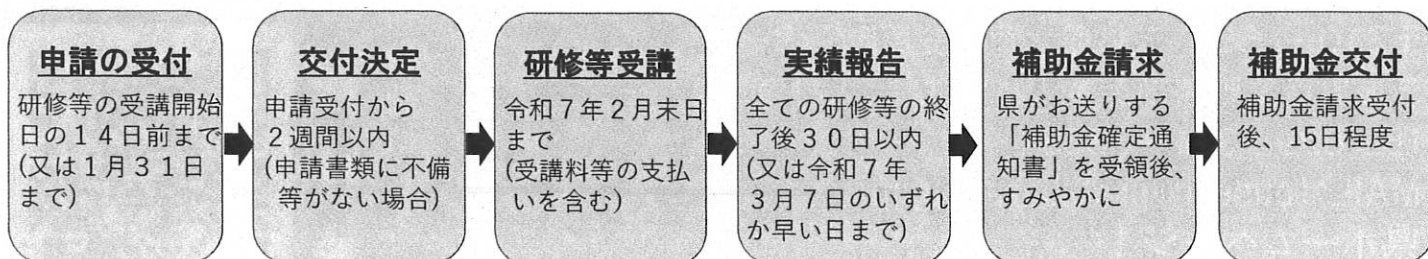 申請の受付
研修等の受講開始
日の１４日前まで
(又は１月３１日
まで)
交付決定
申請受付から
２週間以内
(申請書類に不備
等がない場合)
研修等受講
令和７年２月末日
まで
(受講料等の支払
いを含む)
実績報告
全ての研修等の終
了後３０日以内
(又は令和７年
３月７日のいずれ
か早い日まで)
補助金請求
県がお送りする
「補助金確定通
知書」を受領後、
すみやかに
補助金交付
補助金請求受付
後、15日程度